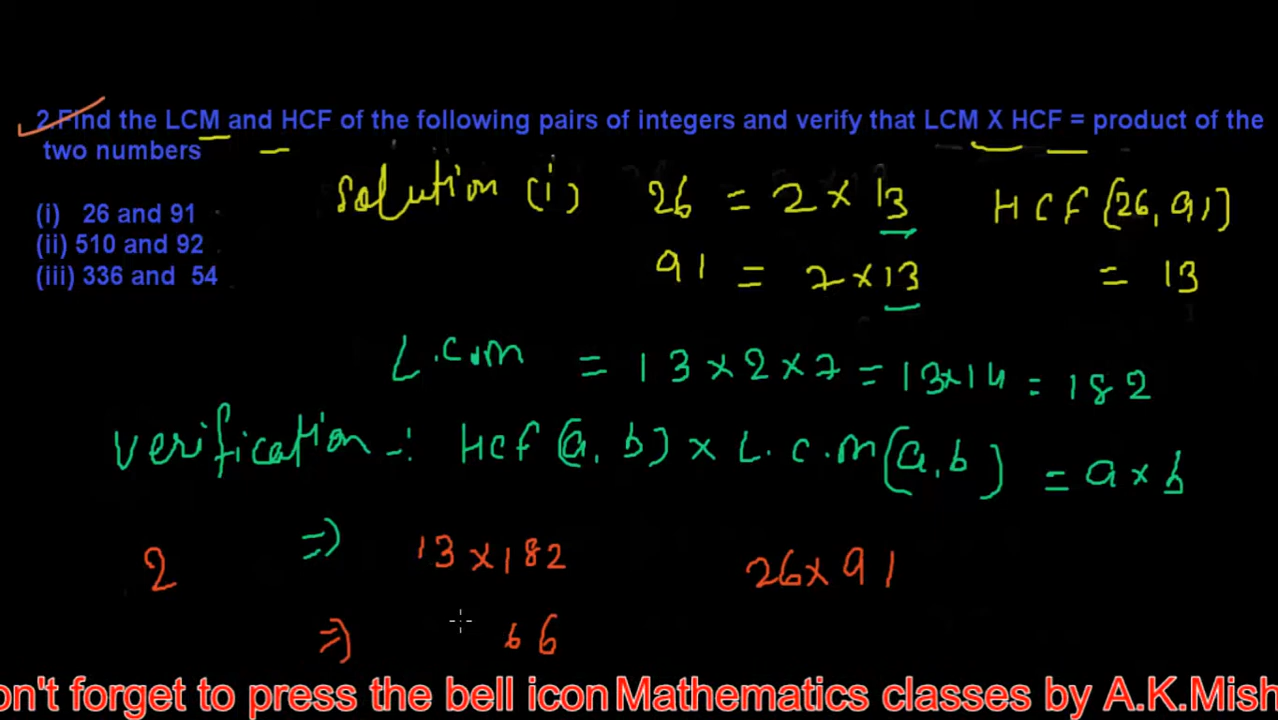 2.Find the LCM and HCF of the following pairs of integers and verify that LCM X HCF = product of the
two numbers
(i) 26 and 91
(ii) 510 and 92
(iii) 336 and 54
Solution (i) 26 = 2 × 13 HCF (26, 91)
91 = 7 × 13 = 13
L.C.M = 13 × 2 × 7 = 13×14 = 182
Verification -: HCF (a, b) × L.C.M (a, b) = a × b
2 => 13 × 182 26 × 91
=> 66
on't forget to press the bell icon Mathematics classes by A.K.Mish